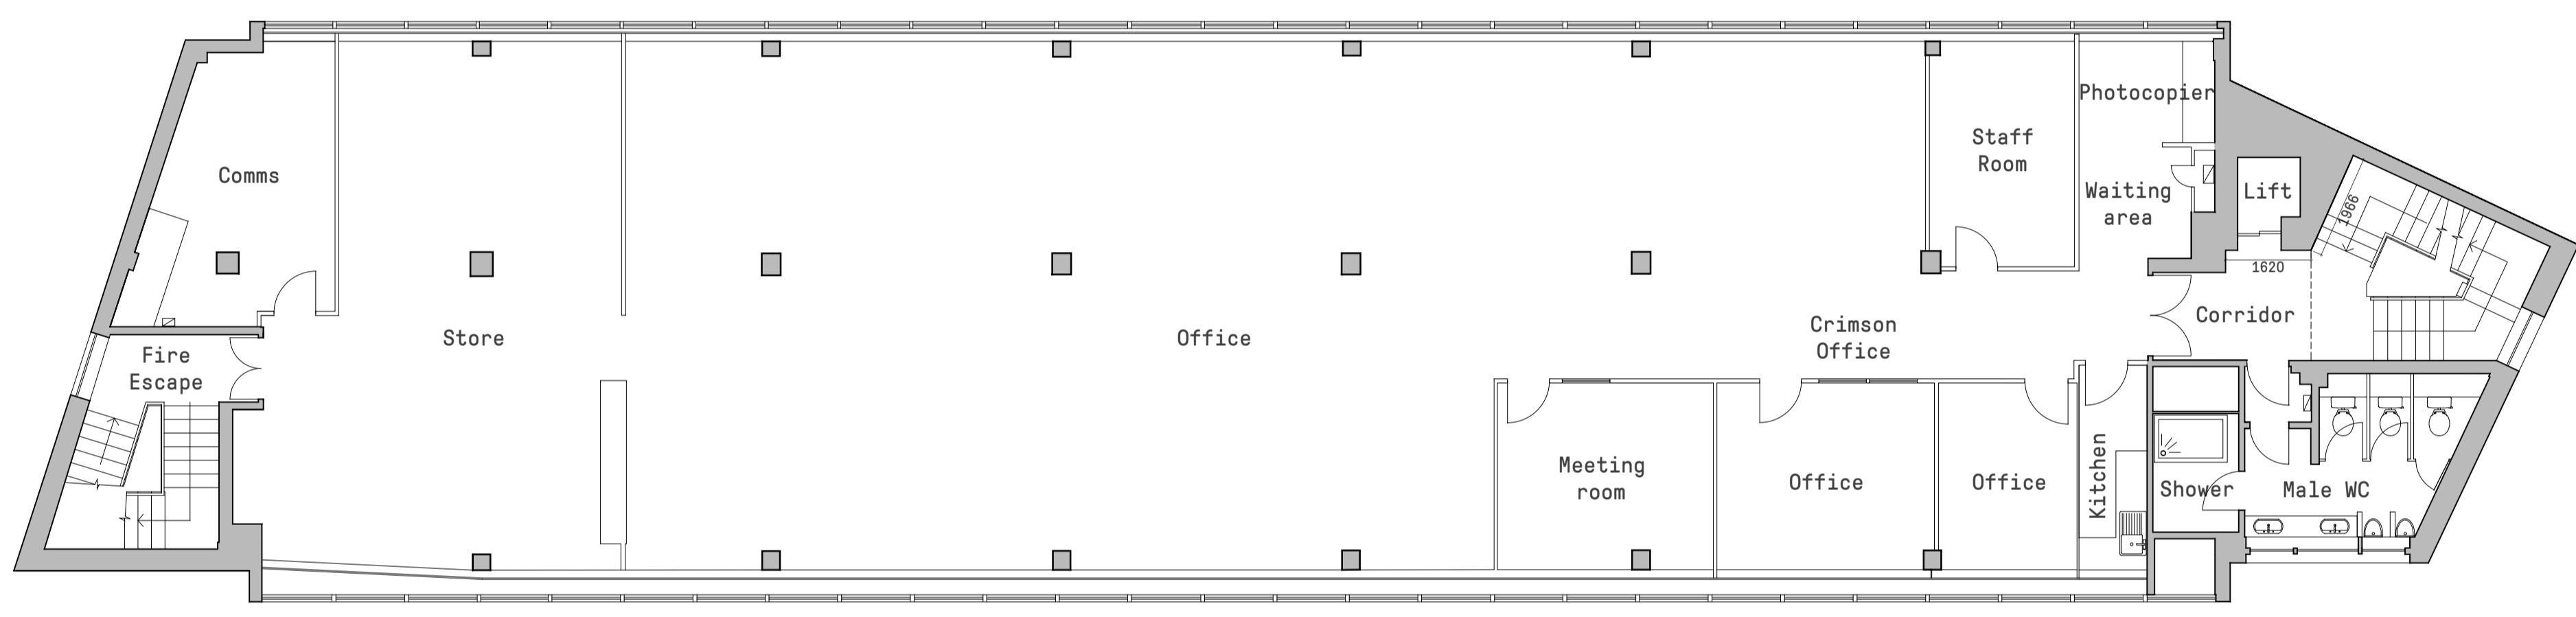 Comms
Fire
Escape
Store
Office
Crimson
Office
Staff
Room
Photocopier
Waiting
area
Lift
1966
1620
Corridor
Meeting
room
Office
Office
Kitchen
Shower
Male WC